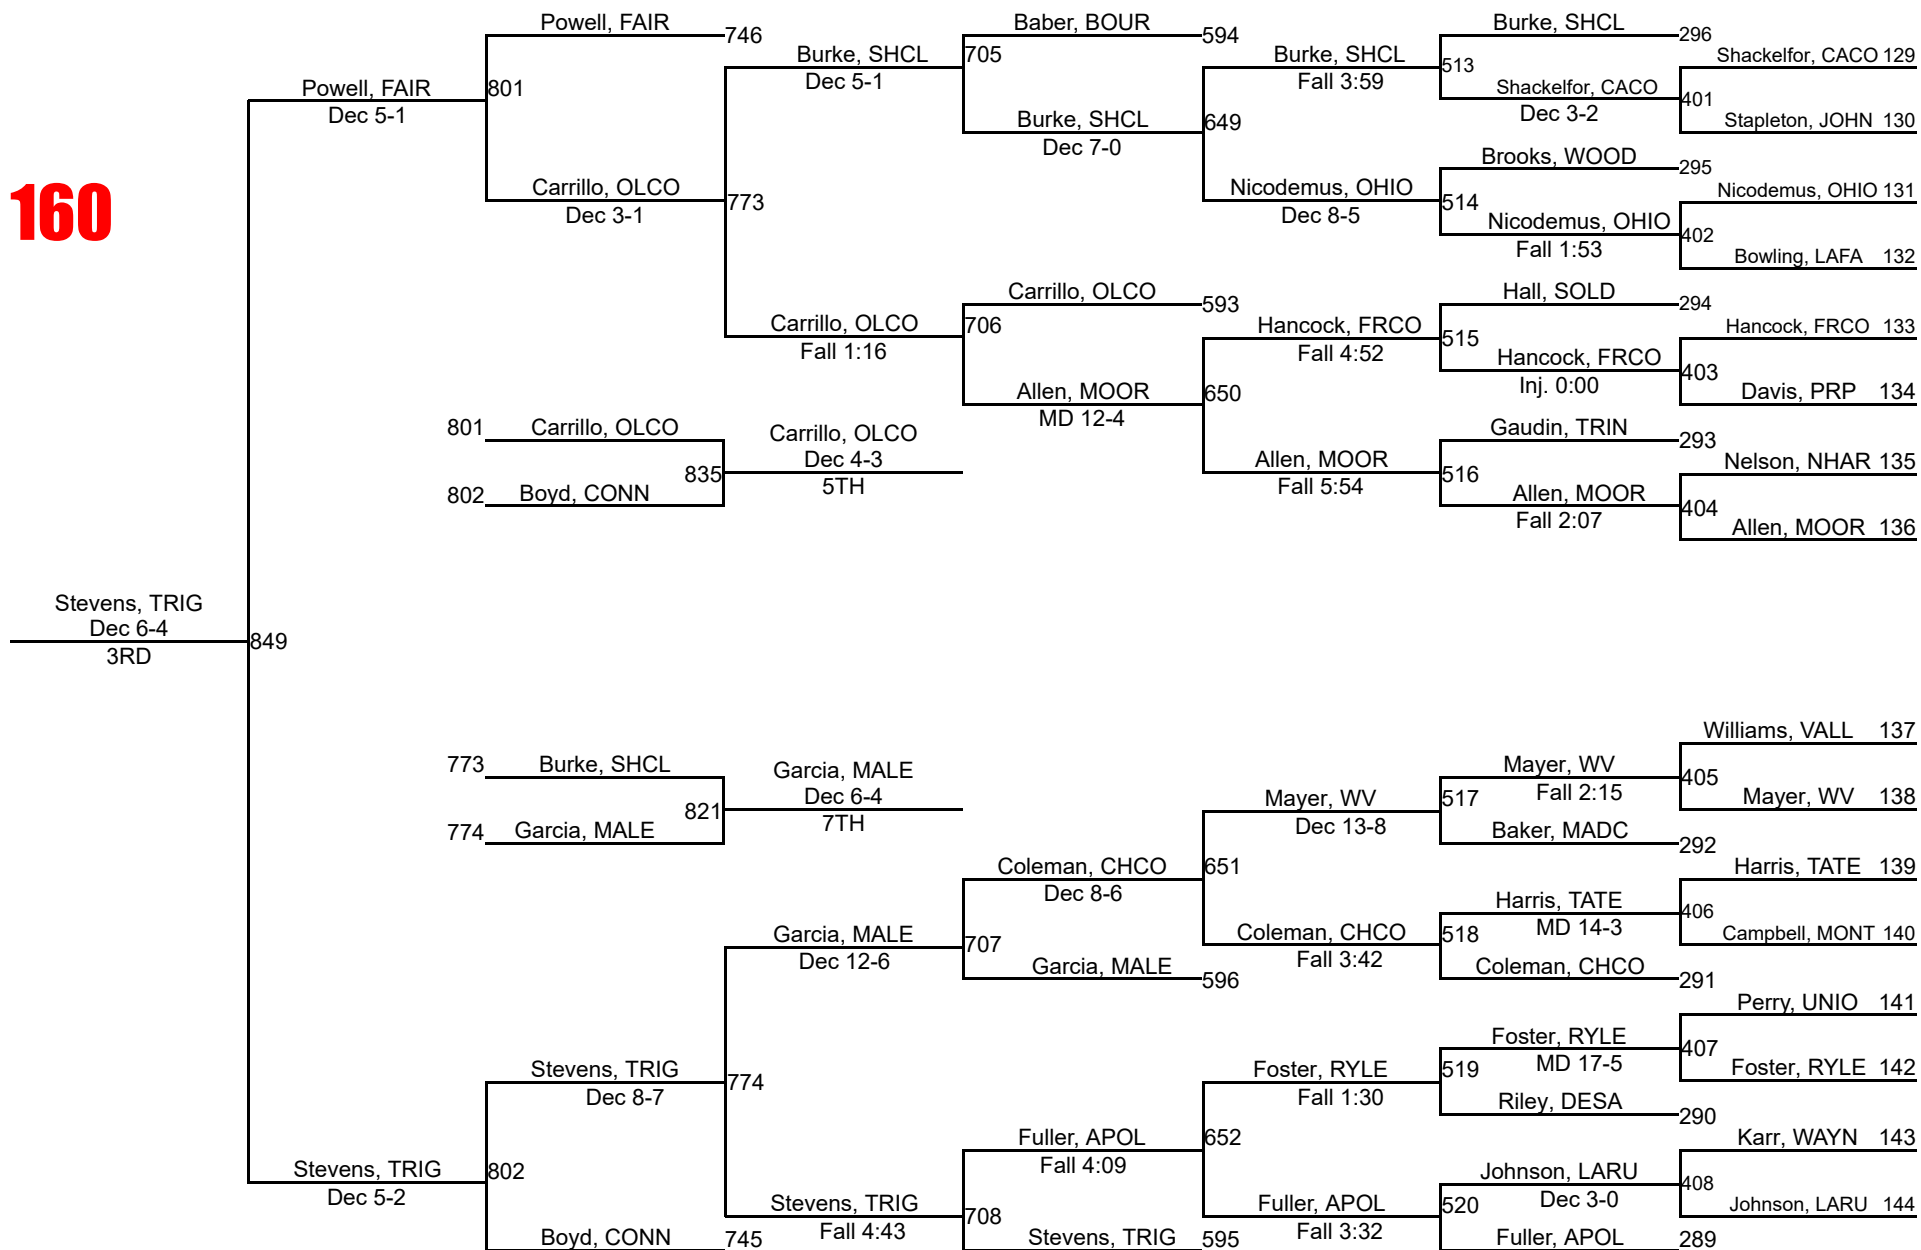 Powell, FAIR
746
Baber, BOUR
594
Burke, SHCL
296
Burke, SHCL
Dec 5-1
705
Burke, SHCL
Fall 3:59
513
Shackelfor, CACO 129
Powell, FAIR
Dec 5-1
801
Shackelfor, CACO
Dec 3-2
401
Stapleton, JOHN 130
Burke, SHCL
Dec 7-0
649
Brooks, WOOD
295
160
Carrillo, OLCO
Dec 3-1
773
Nicodemus, OHIO
Dec 8-5
514
Nicodemus, OHIO 131
Nicodemus, OHIO
Fall 1:53
402
Bowling, LAFA 132
Carrillo, OLCO
593
Hall, SOLD
294
Carrillo, OLCO
Fall 1:16
706
Hancock, FRCO
Fall 4:52
515
Hancock, FRCO 133
Hancock, FRCO
Inj. 0:00
403
Davis, PRP 134
Allen, MOOR
MD 12-4
650
801 Carrillo, OLCO
835
802 Boyd, CONN
Carrillo, OLCO
Dec 4-3
5TH
Gaudin, TRIN
293
Allen, MOOR
Fall 5:54
516
Nelson, NHAR 135
Allen, MOOR
Fall 2:07
404
Allen, MOOR 136
Stevens, TRIG
Dec 6-4
3RD
849
Williams, VALL 137
773 Burke, SHCL
821
774 Garcia, MALE
Garcia, MALE
Dec 6-4
7TH
Mayer, WV
Dec 13-8
517
Mayer, WV
Fall 2:15
405
Mayer, WV 138
Baker, MADC
292
Coleman, CHCO
Dec 8-6
651
Harris, TATE 139
Harris, TATE
MD 14-3
406
Campbell, MONT 140
Garcia, MALE
Dec 12-6
707
Coleman, CHCO
Fall 3:42
518
Coleman, CHCO
291
Garcia, MALE
596
Perry, UNIO 141
Foster, RYLE
MD 17-5
407
Foster, RYLE 142
Stevens, TRIG
Dec 8-7
774
Foster, RYLE
Fall 1:30
519
Riley, DESA
290
Fuller, APOL
Fall 4:09
652
Karr, WAYN 143
Stevens, TRIG
Dec 5-2
802
Johnson, LARU
Dec 3-0
408
Johnson, LARU 144
Stevens, TRIG
Fall 4:43
708
Fuller, APOL
Fall 3:32
520
Boyd, CONN
745
Stevens, TRIG
595
Fuller, APOL
289